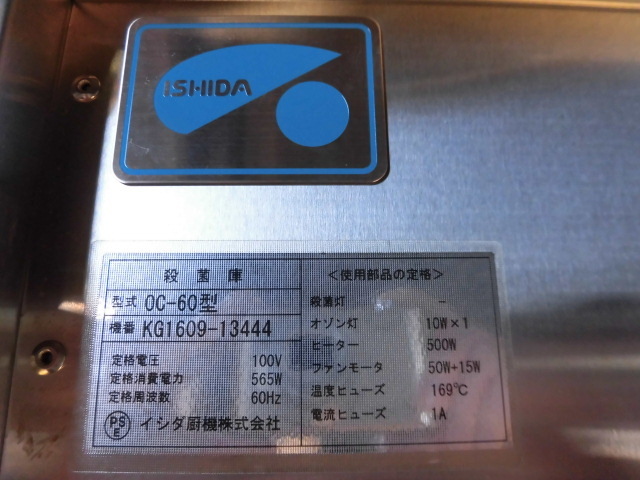 ISHIDA
殺菌庫
型式 OC-60型
機番 KG1609-13444
定格電圧 100V
定格消費電力 565W
定格周波数 60Hz
PSE イシダ厨機株式会社
<使用部品の定格>
殺菌灯 -
オゾン灯 10W×1
ヒーター 500W
ファンモータ 50W+15W
温度ヒューズ 169℃
電流ヒューズ 1A